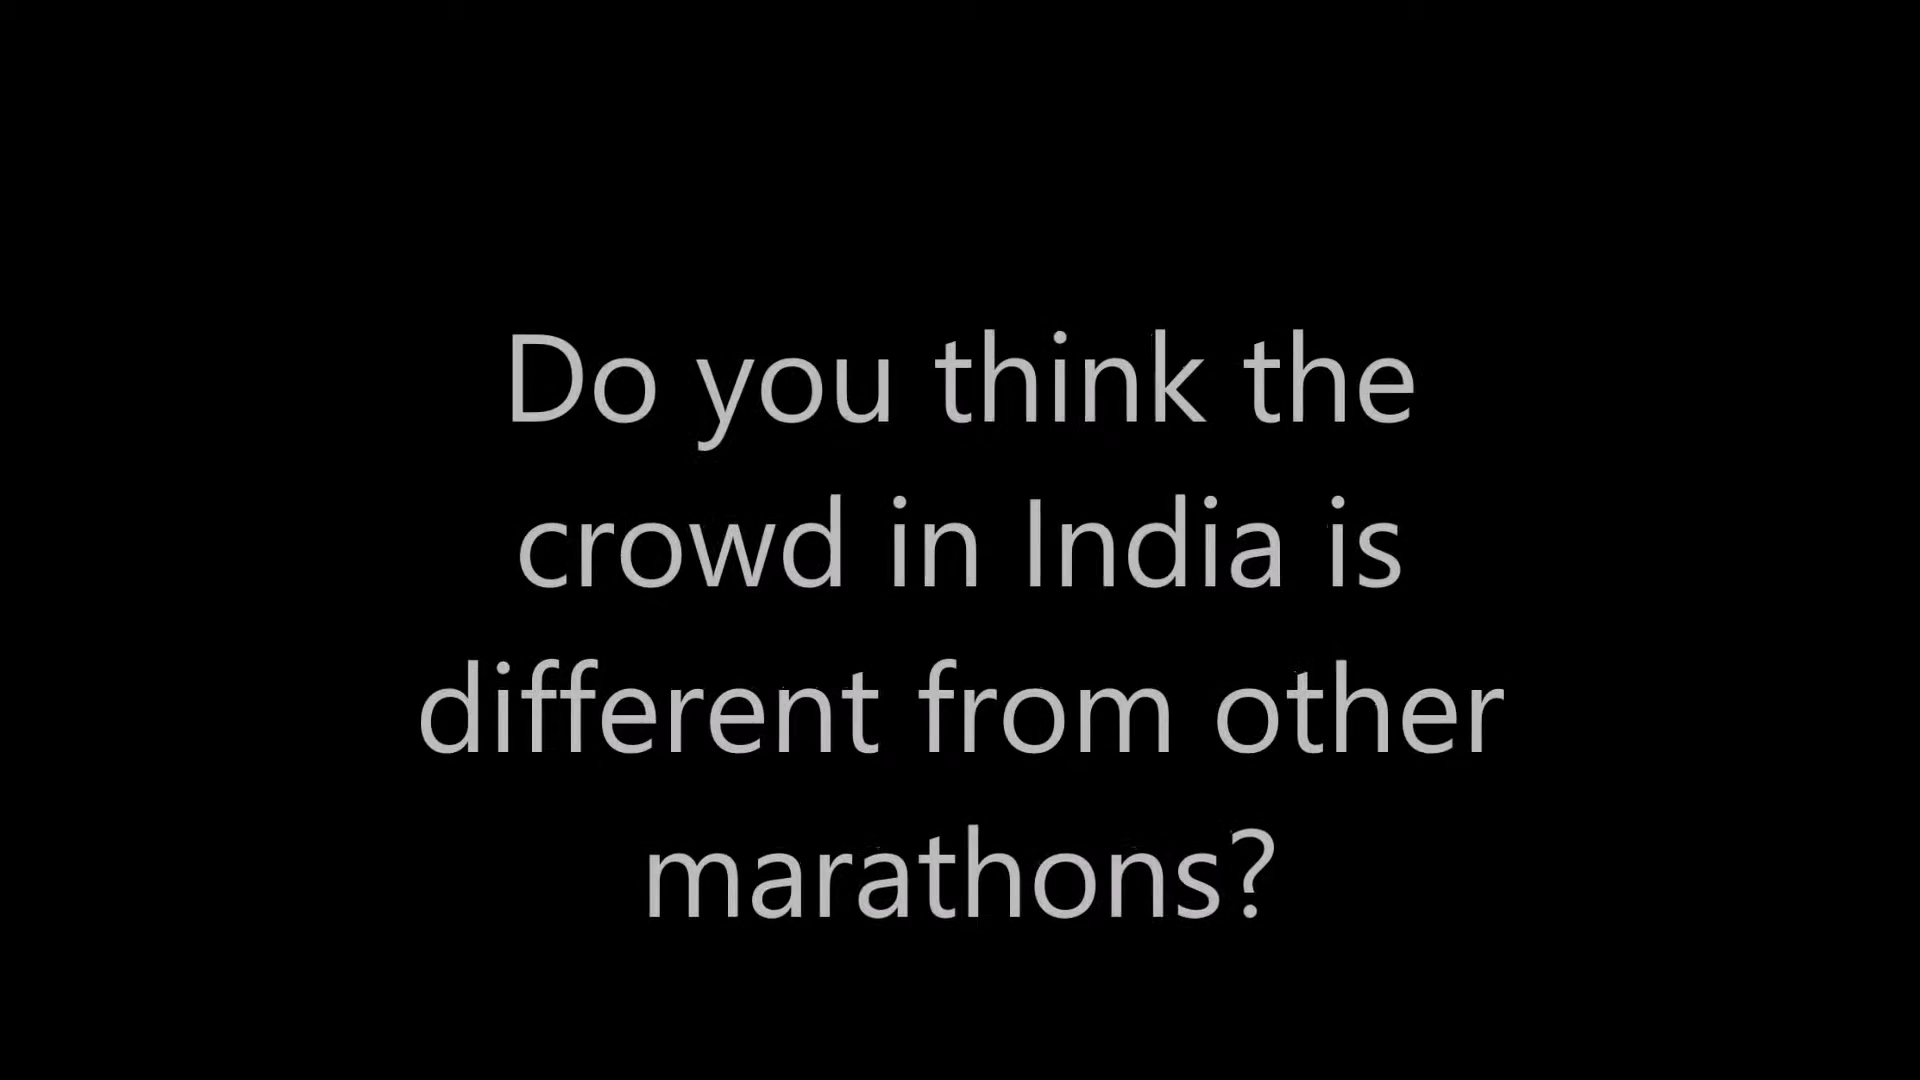 Do you think the
crowd in India is
different from other
marathons?